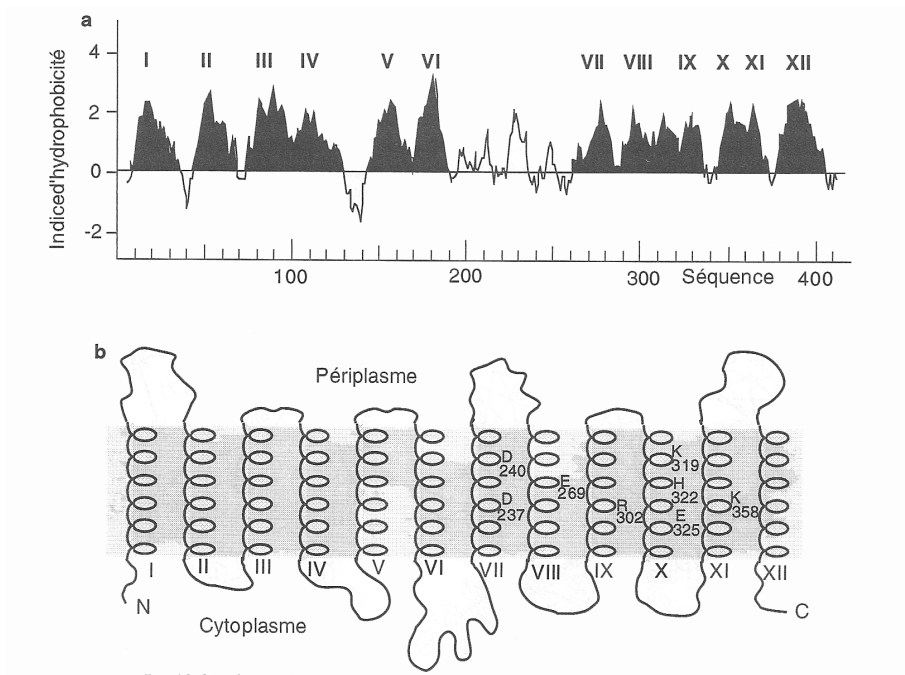 a
Indiced'hydrophobicité
4
2
0
-2
I II III IV V VI VII VIII IX X XI XII
100 200 300 Séquence 400
b
Périplasme
D
240
D
237
E
269
R
302
K
319
H
322
E
325
K
358
I II III IV V VI VII VIII IX X XI XII
N
C
Cytoplasme